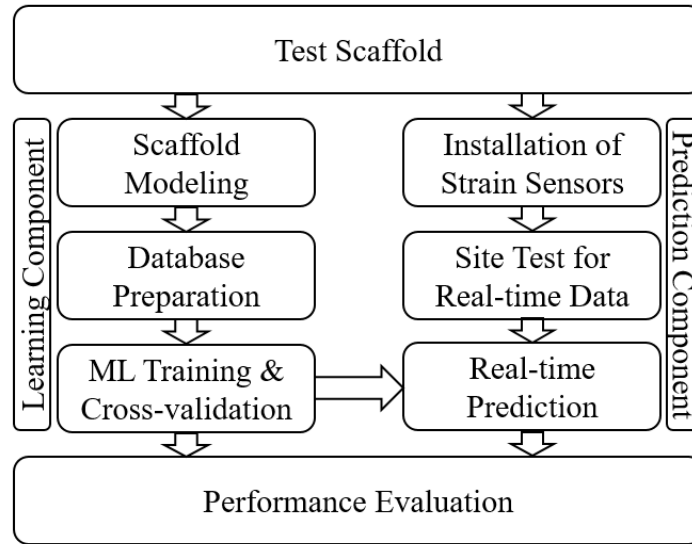 Test Scaffold
Learning Component
Scaffold
Modeling
Database
Preparation
ML Training &
Cross-validation
Installation of
Strain Sensors
Site Test for
Real-time Data
Real-time
Prediction
Prediction Component
Performance Evaluation